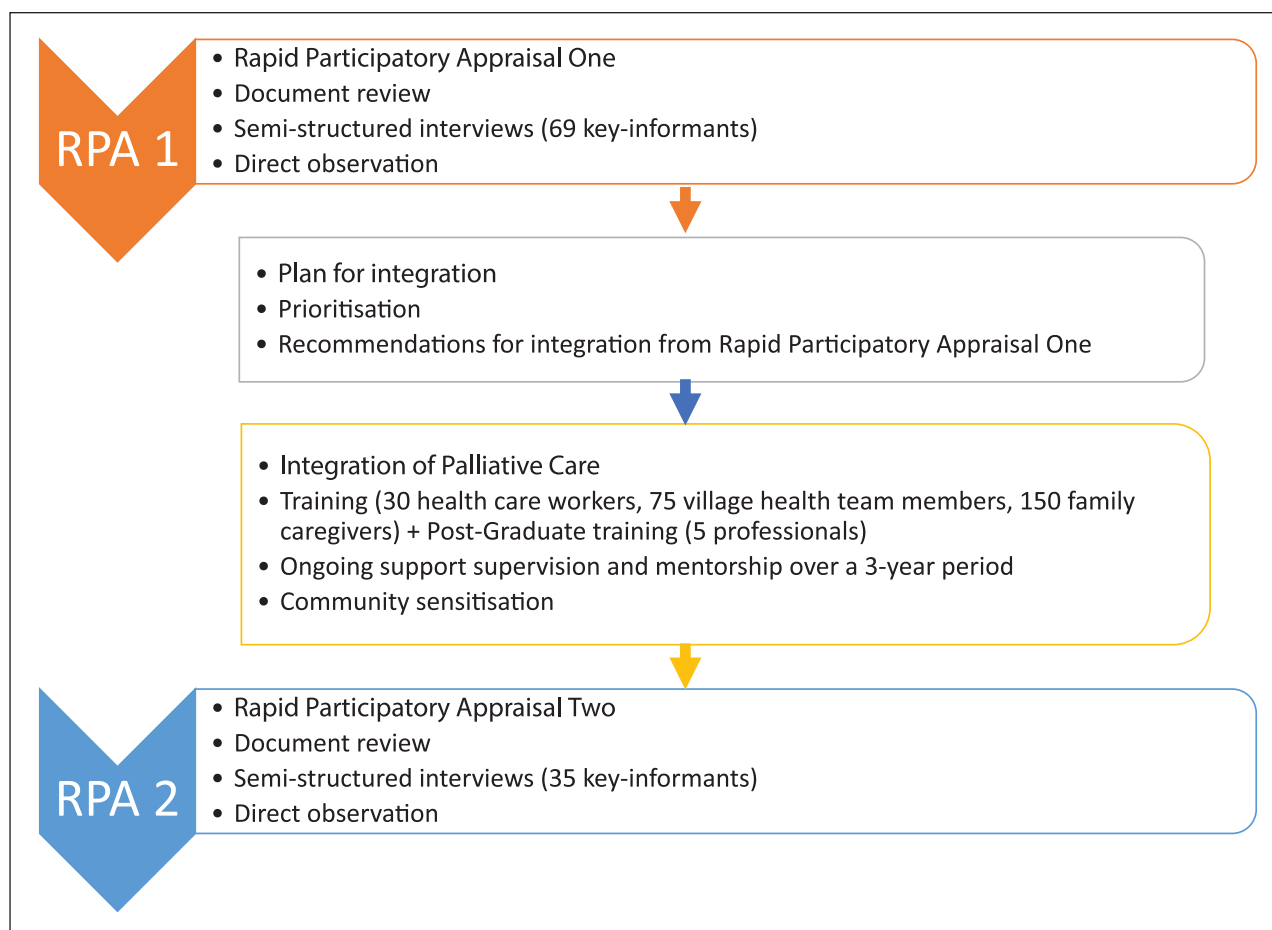 RPA 1
• Rapid Participatory Appraisal One
• Document review
• Semi-structured interviews (69 key-informants)
• Direct observation
• Plan for integration
• Prioritisation
• Recommendations for integration from Rapid Participatory Appraisal One
• Integration of Palliative Care
• Training (30 health care workers, 75 village health team members, 150 family
caregivers) + Post-Graduate training (5 professionals)
• Ongoing support supervision and mentorship over a 3-year period
• Community sensitisation
RPA 2
• Rapid Participatory Appraisal Two
• Document review
• Semi-structured interviews (35 key-informants)
• Direct observation